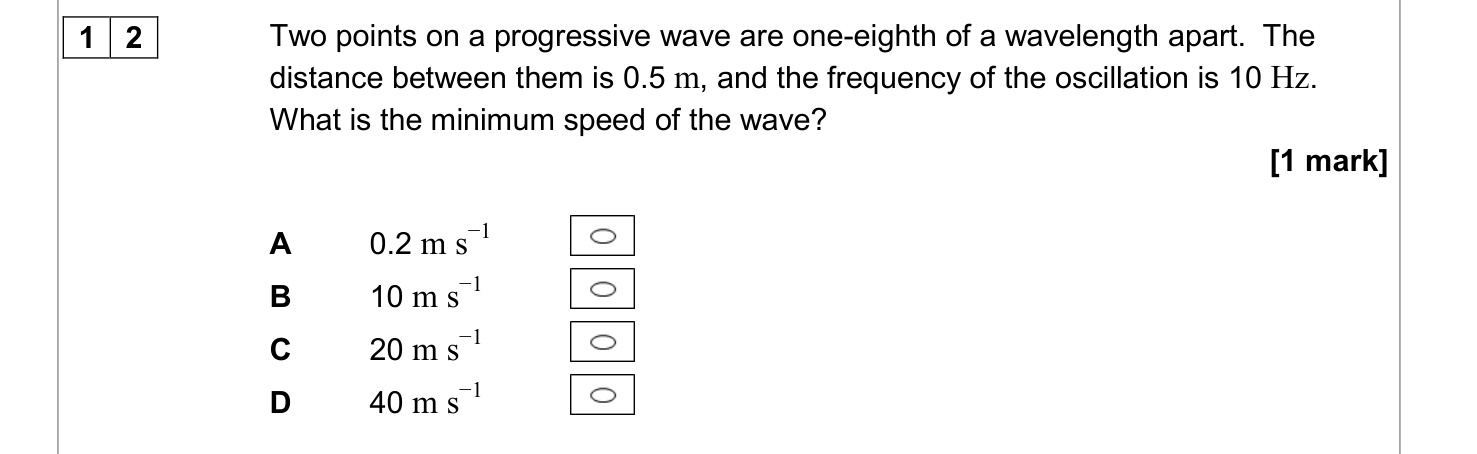 1 2 Two points on a progressive wave are one-eighth of a wavelength apart. The
distance between them is 0.5 m, and the frequency of the oscillation is 10 Hz.
What is the minimum speed of the wave?
[1 mark]
A 0.2 m s⁻¹
B 10 m s⁻¹
C 20 m s⁻¹
D 40 m s⁻¹